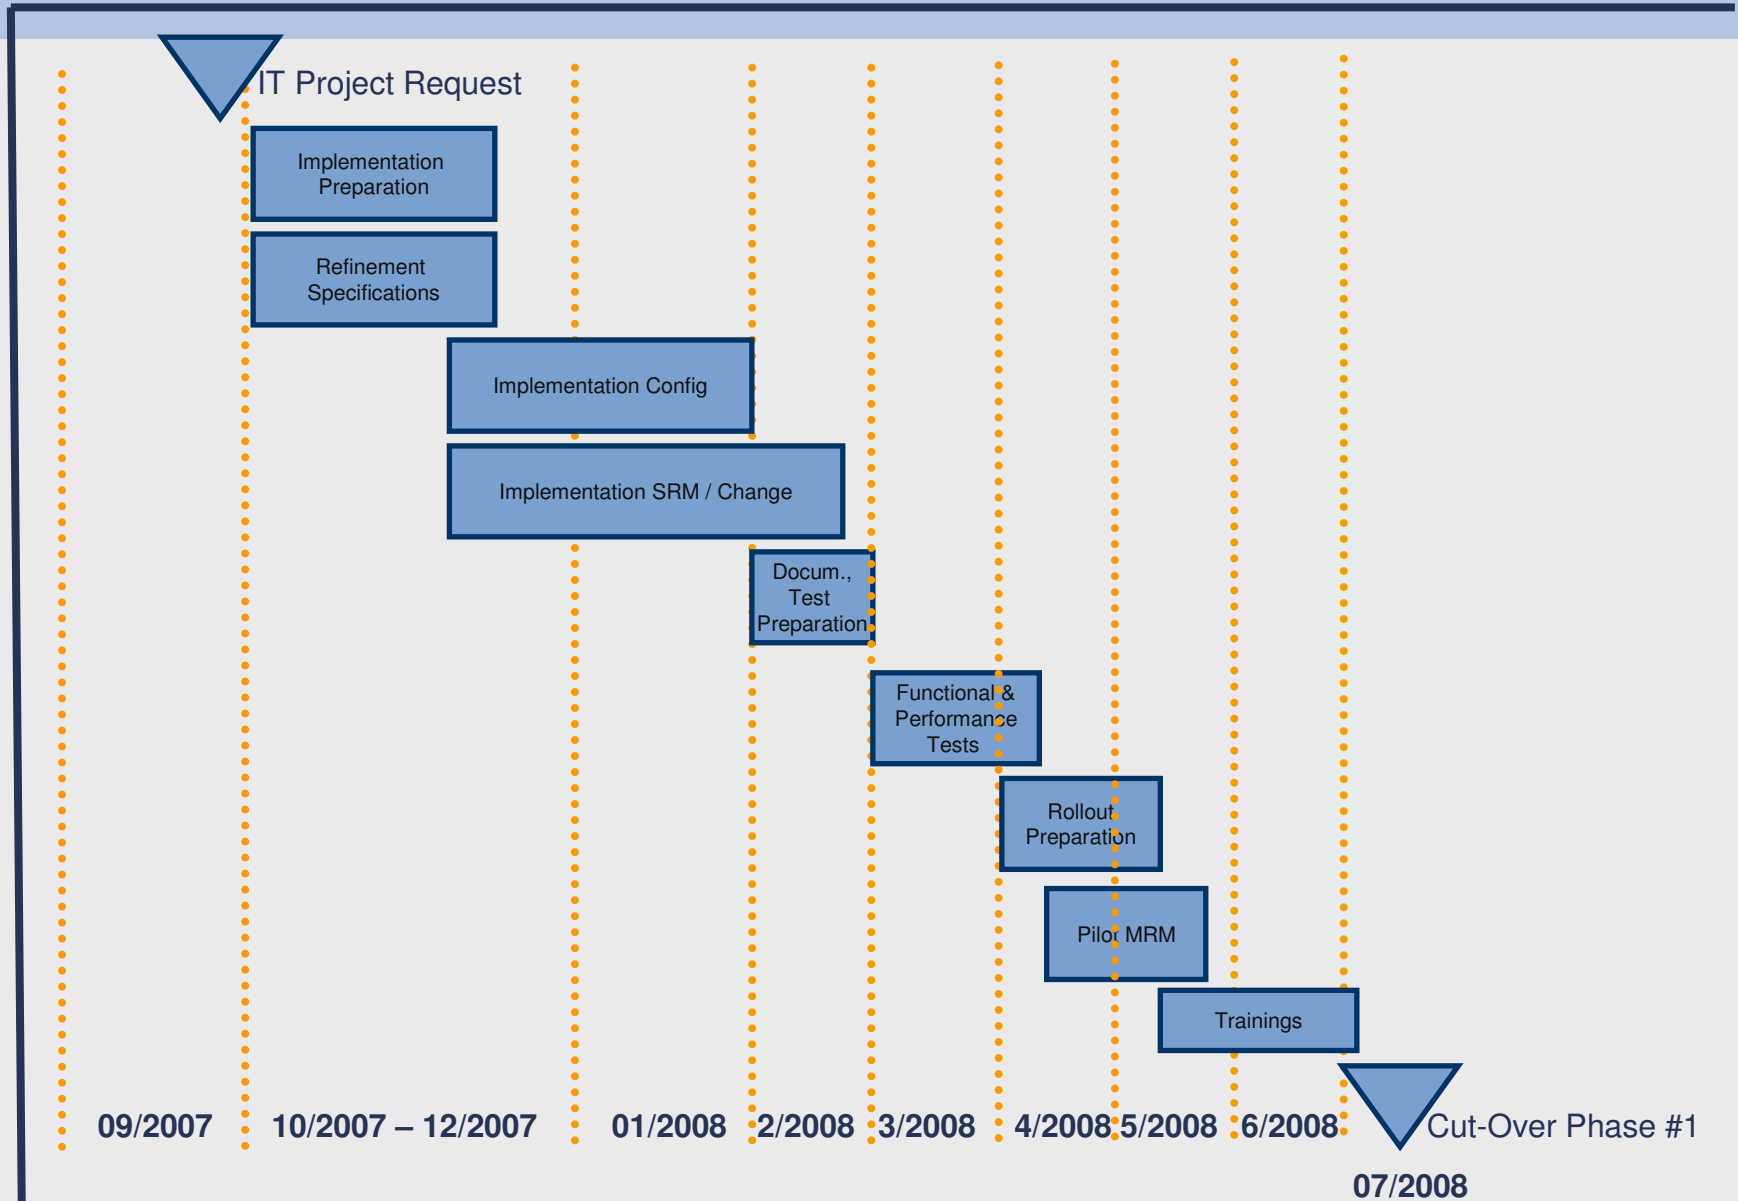 IT Project Request
Implementation
Preparation
Refinement
Specifications
Implementation Config
Implementation SRM / Change
Docum.,
Test
Preparation
Functional &
Performance
Tests
Rollout
Preparation
Pilot MRM
Trainings
09/2007
10/2007 – 12/2007
01/2008
2/2008
3/2008
4/2008
5/2008
6/2008
Cut-Over Phase #1
07/2008